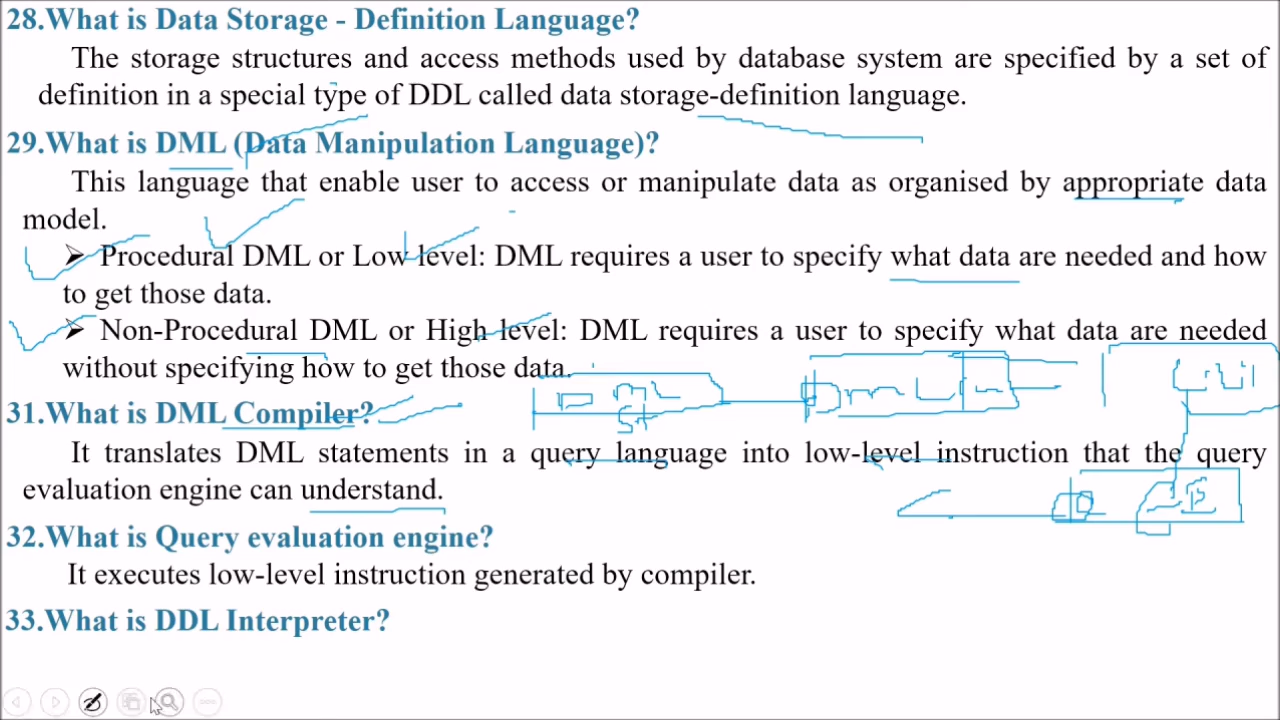 28.What is Data Storage - Definition Language?
The storage structures and access methods used by database system are specified by a set of
definition in a special type of DDL called data storage-definition language.
29.What is DML (Data Manipulation Language)?
This language that enable user to access or manipulate data as organised by appropriate data
model.
➢ Procedural DML or Low level: DML requires a user to specify what data are needed and how
to get those data.
➢ Non-Procedural DML or High level: DML requires a user to specify what data are needed
without specifying how to get those data.
31.What is DML Compiler?
It translates DML statements in a query language into low-level instruction that the query
evaluation engine can understand.
32.What is Query evaluation engine?
It executes low-level instruction generated by compiler.
33.What is DDL Interpreter?